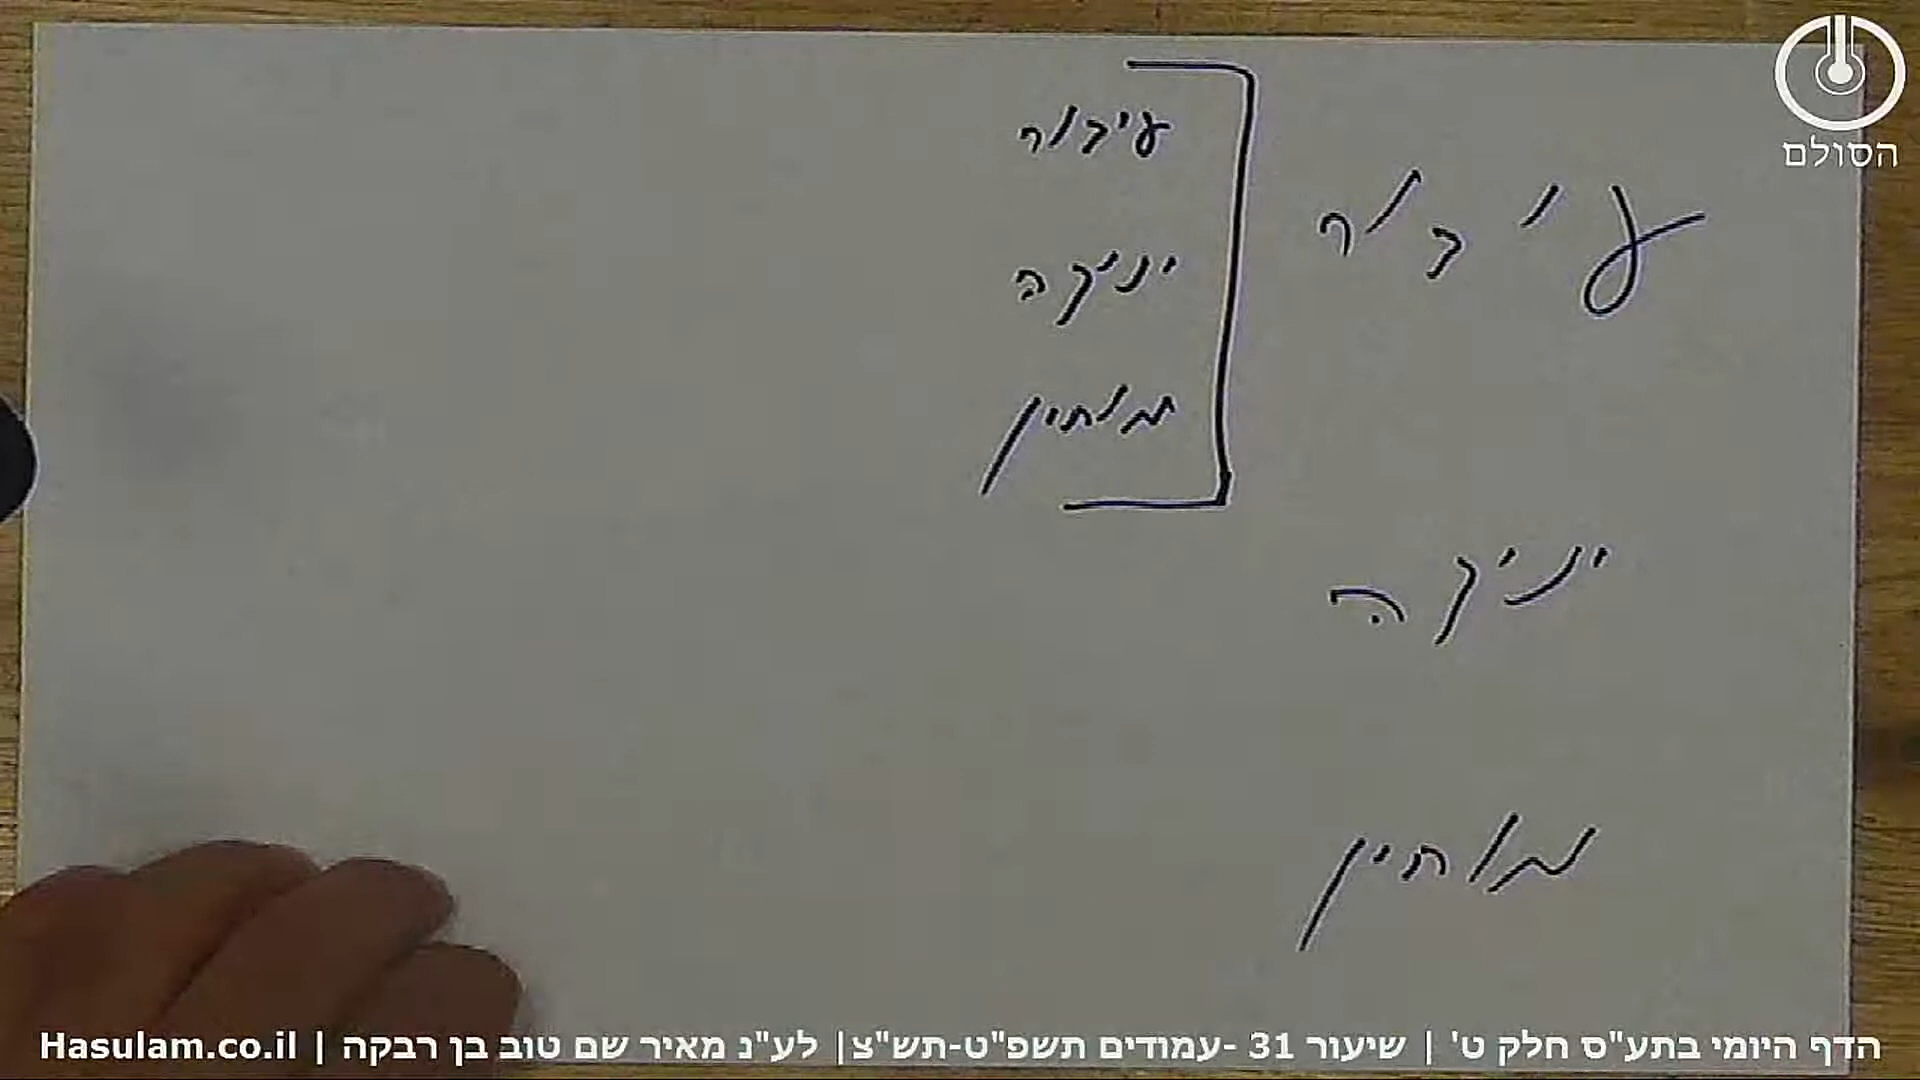 הסולם
עיבור
יניקה
מוחין
עיבור
יניקה
מוחין
הדף היומי בתע"ס חלק ט' | שיעור 31 -עמודים תשפ"ט-תש"צ| לע"נ מאיר שם טוב בן רבקה | Hasulam.co.il